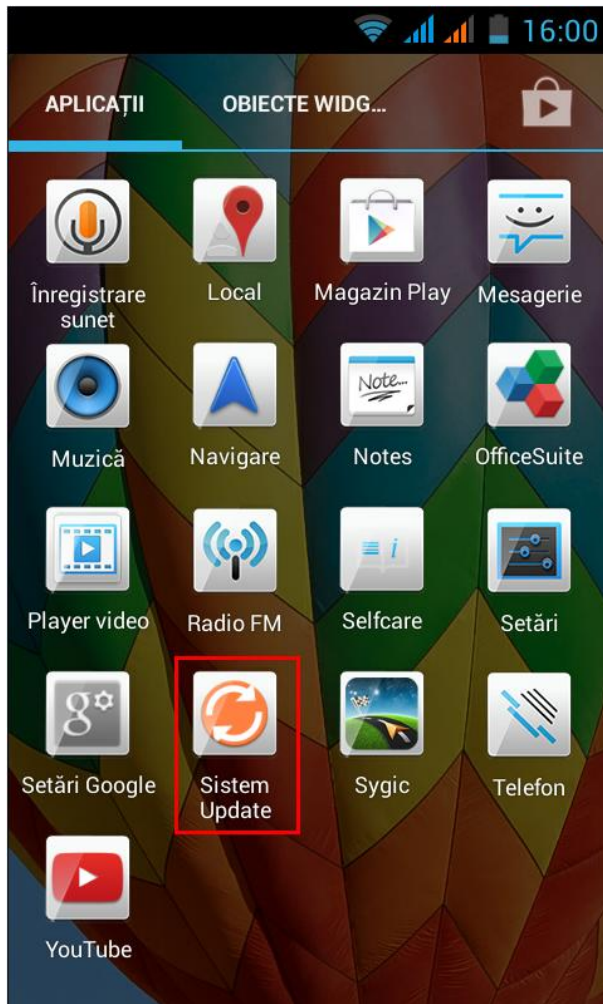 16:00
APLICAȚII
OBIECTE WIDG...
Înregistrare
sunet
Local
Magazin Play
Mesagerie
Note...
Muzică
Navigare
Notes
OfficeSuite
i
Player video
Radio FM
Selfcare
Setări
g
Setări Google
Sistem
Update
Sygic
Telefon
YouTube